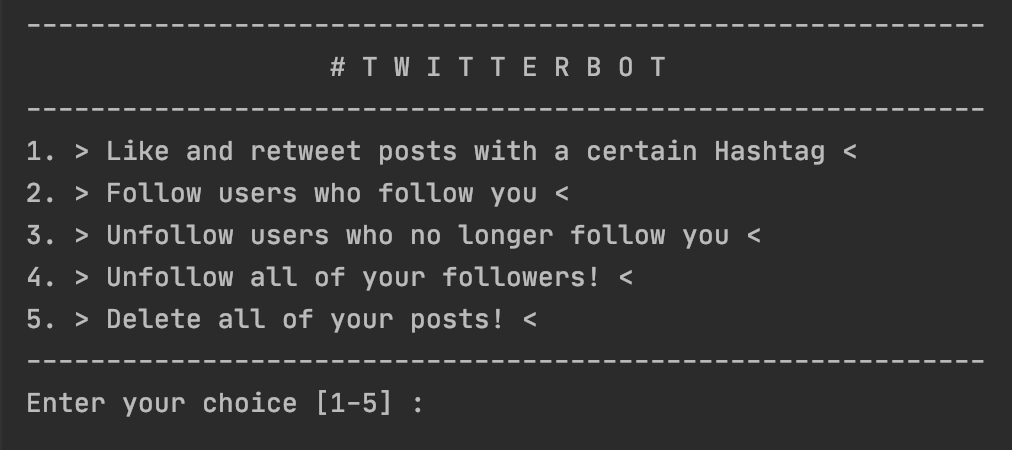 ------------------------------------------------------------
# T W I T T E R B O T
------------------------------------------------------------
1. > Like and retweet posts with a certain Hashtag <
2. > Follow users who follow you <
3. > Unfollow users who no longer follow you <
4. > Unfollow all of your followers! <
5. > Delete all of your posts! <
------------------------------------------------------------
Enter your choice [1-5] :